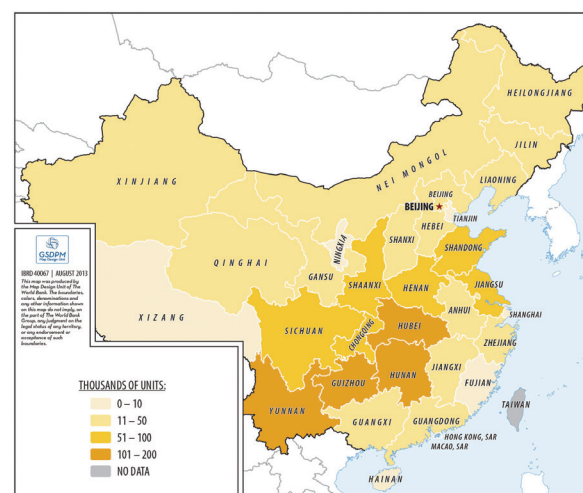 HEILONGJIANG
JILIN
LIAONING
NEI MONGOL
XINJIANG
BEIJING
BEIJING
TIANJIN
HEBEI
SHANXI
SHANDONG
NINGXIA
QINGHAI
GANSU
SHAANXI
HENAN
JIANGSU
ANHUI
SHANGHAI
XIZANG
SICHUAN
CHONGQING
HUBEI
ZHEJIANG
HUNAN
JIANGXI
FUJIAN
GUIZHOU
YUNNAN
GUANGXI
GUANGDONG
TAIWAN
HONG KONG, SAR
MACAO, SAR
HAINAN
GSDPM
Map Design Unit
IBRD 40067 | AUGUST 2013
This map was produced by
the Map Design Unit of The
World Bank. The boundaries,
colors, denominations and
any other information shown
on this map do not imply, on
the part of The World Bank
Group, any judgment on the
legal status of any territory,
or any endorsement or
acceptance of such
boundaries.
THOUSANDS OF UNITS:
0 – 10
11 – 50
51 – 100
101 – 200
NO DATA